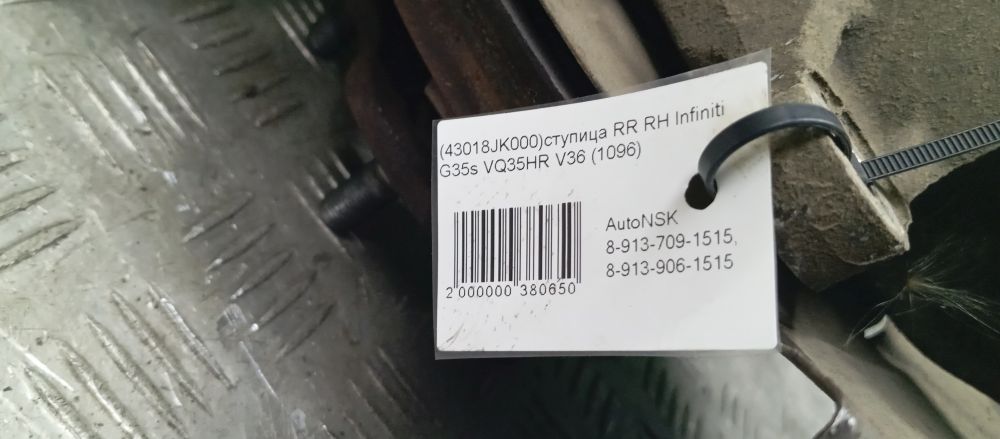 (43018JK000)ступица RR RH Infiniti
G35s VQ35HR V36 (1096)
AutoNSK
8-913-709-1515,
8-913-906-1515
2 000000 380650